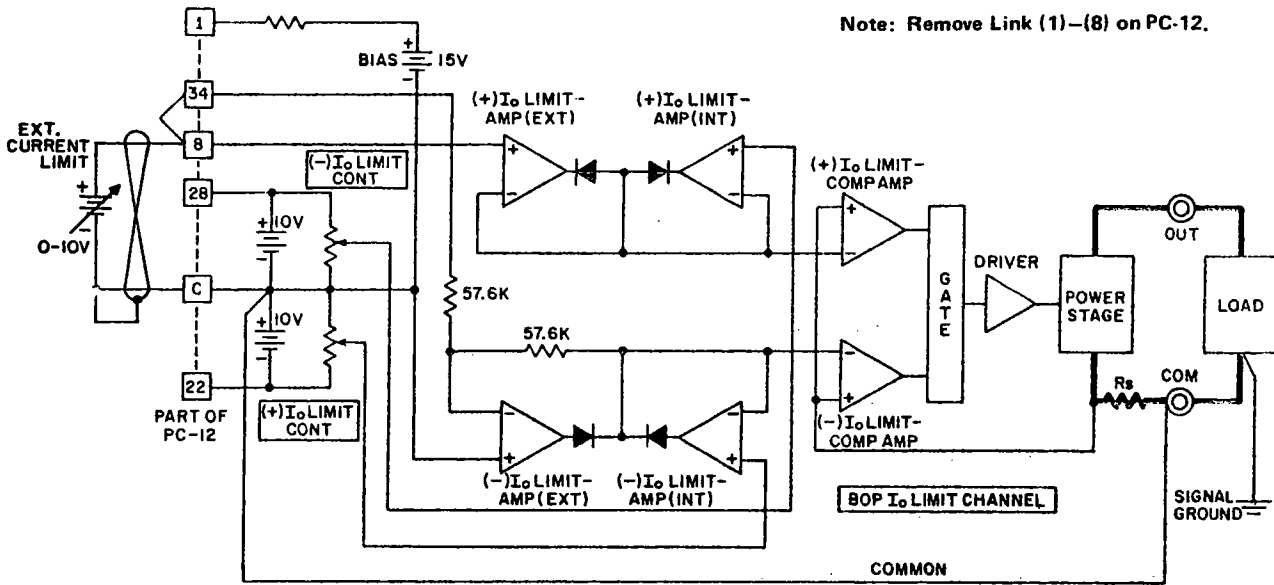 1
Note: Remove Link (1)–(8) on PC-12.
BIAS
+
15V
−
34
(+)I₀ LIMIT-
AMP(EXT)
(+)I₀ LIMIT-
AMP(INT)
EXT.
CURRENT
LIMIT
8
+
−
+
−
(−)I₀ LIMIT
CONT
(+)I₀ LIMIT-
COMP AMP
28
+
0-10V
−
+
10V
−
+
−
OUT
C
DRIVER
GATE
POWER
STAGE
LOAD
57.6K
+
10V
−
57.6K
22
−
+
Rs
COM
PART OF
PC-12
(+)I₀ LIMIT
CONT
−
+
−
+
(−)I₀ LIMIT-
COMP AMP
(−)I₀ LIMIT-
AMP(EXT)
(−)I₀ LIMIT-
AMP(INT)
BOP I₀ LIMIT CHANNEL
SIGNAL
GROUND
COMMON